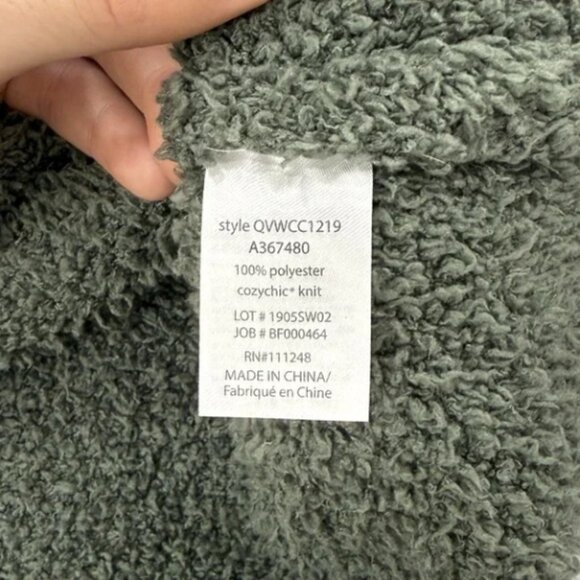 style QVWCC1219
A367480
100% polyester
cozychic® knit
LOT # 1905SW02
JOB # BF000464
RN#111248
MADE IN CHINA/
Fabriqué en Chine